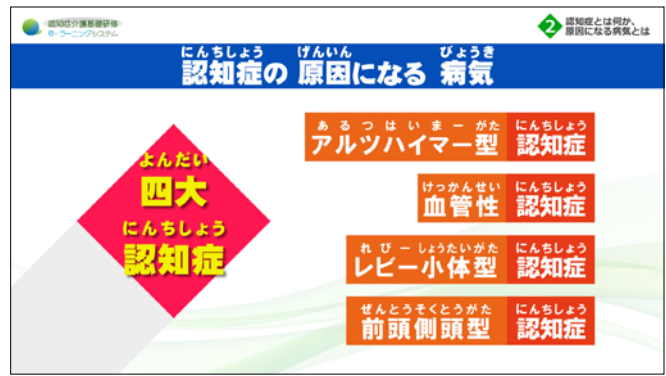 認知症介護基礎研修
e-ラーニングシステム
2 認知症とは何か、
原因になる病気とは
にんちしょう げんいん びょうき
認知症の 原因になる 病気
よんだい
四大
にんちしょう
認知症
あるつはいまーがた にんちしょう
アルツハイマー型 認知症
けっかんせい にんちしょう
血管性 認知症
れびーしょうたいがた にんちしょう
レビー小体型 認知症
ぜんとうそくとうがた にんちしょう
前頭側頭型 認知症